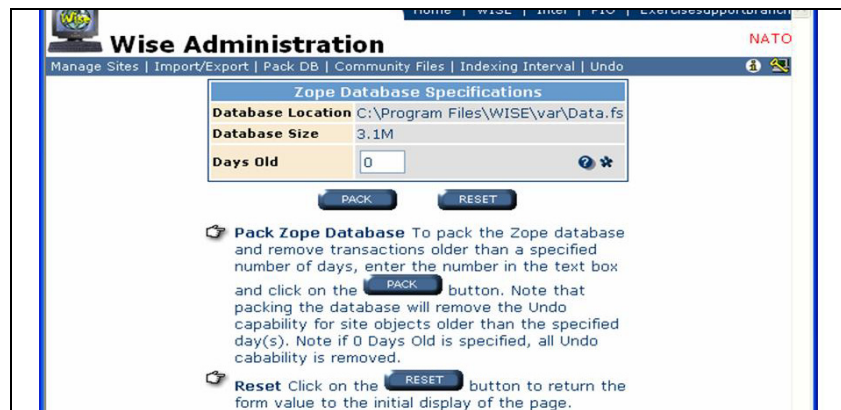 Home | WISE | Inter | PIO | Exercisesupportbranch
Wise Administration
NATO
Manage Sites | Import/Export | Pack DB | Community Files | Indexing Interval | Undo
Zope Database Specifications
Database Location C:\Program Files\WISE\var\Data.fs
Database Size 3.1M
Days Old 0
PACK RESET
Pack Zope Database To pack the Zope database
and remove transactions older than a specified
number of days, enter the number in the text box
and click on the PACK button. Note that
packing the database will remove the Undo
capability for site objects older than the specified
day(s). Note if 0 Days Old is specified, all Undo
cabability is removed.
Reset Click on the RESET button to return the
form value to the initial display of the page.